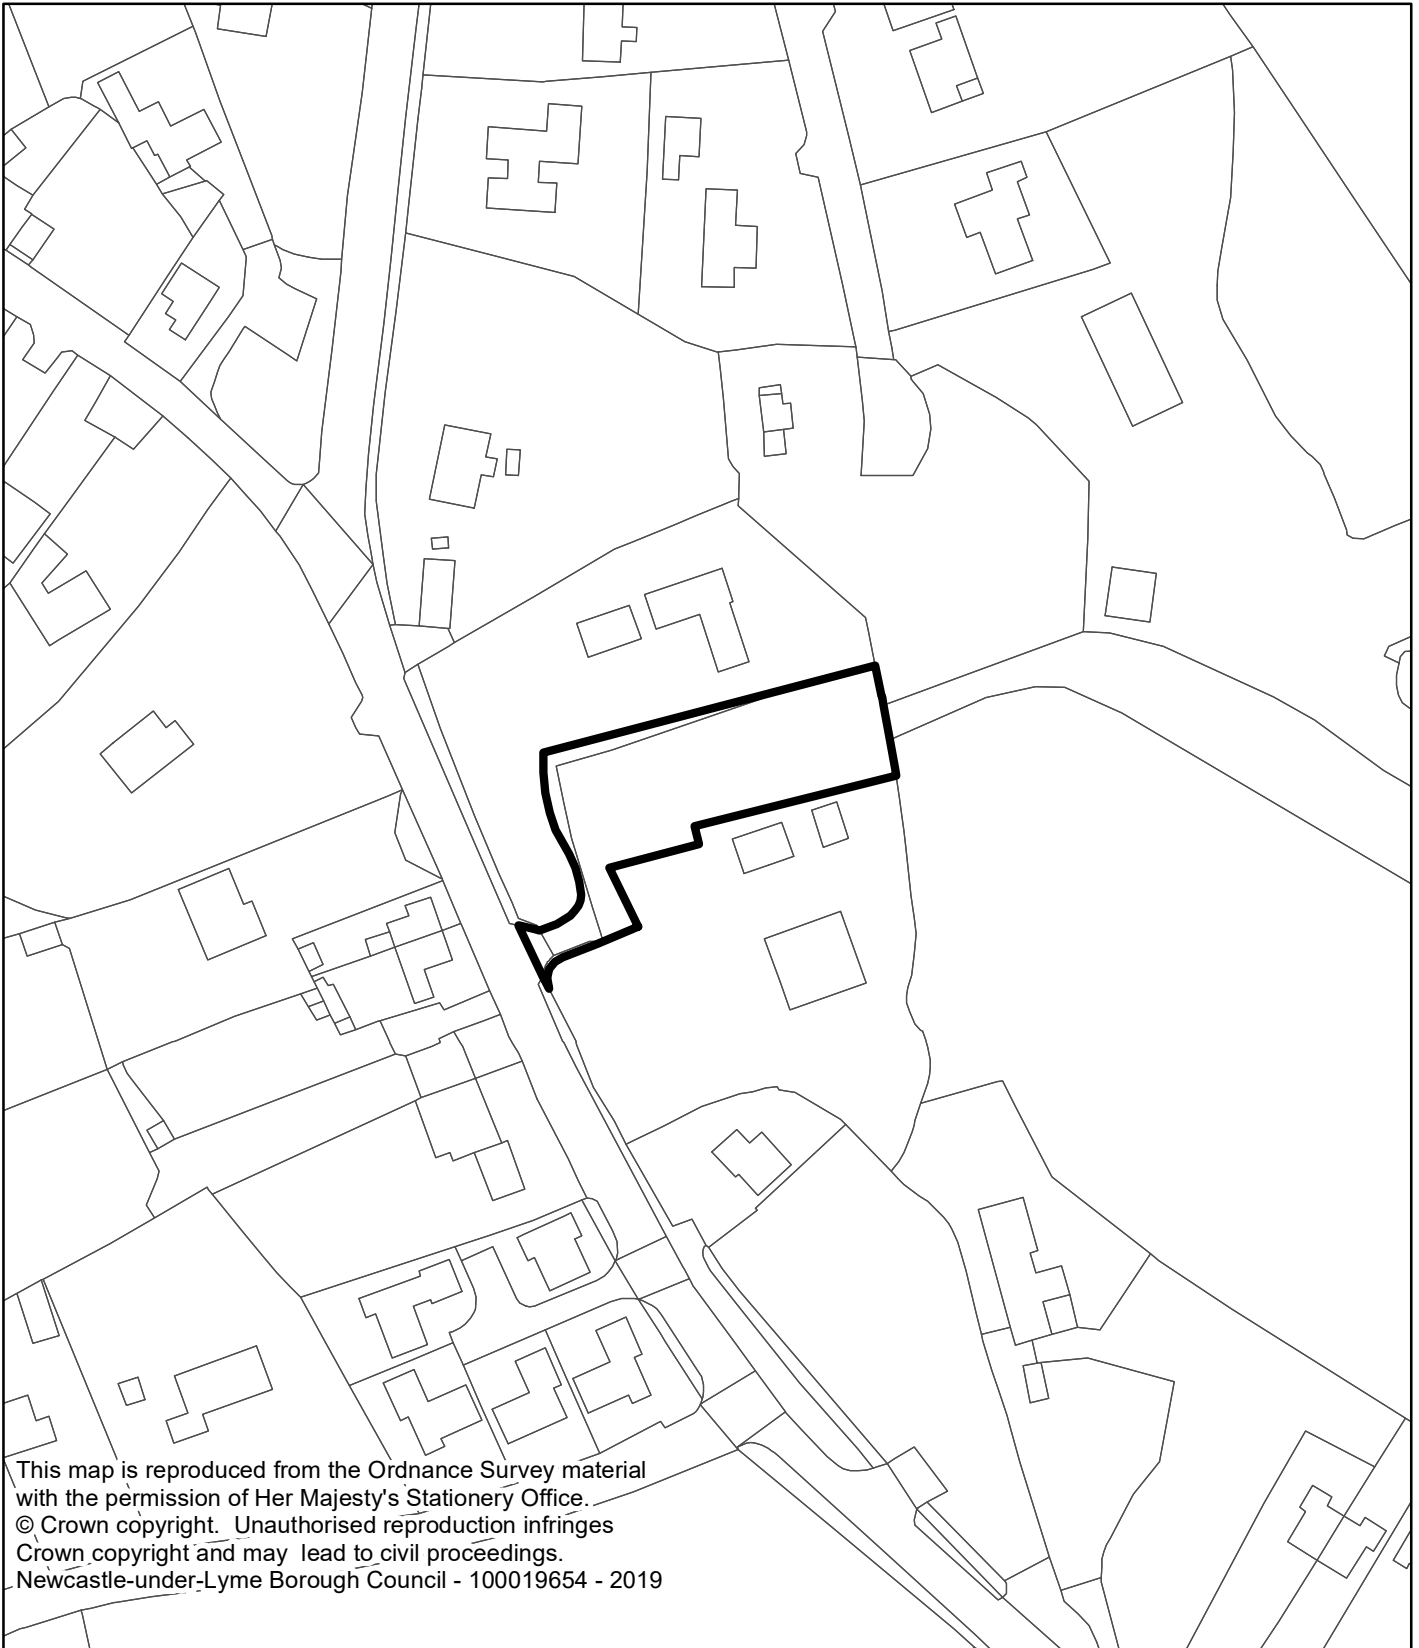 This map is reproduced from the Ordnance Survey material
with the permission of Her Majesty's Stationery Office.
© Crown copyright.  Unauthorised reproduction infringes
Crown copyright and may  lead to civil proceedings.
Newcastle-under-Lyme Borough Council - 100019654 - 2019